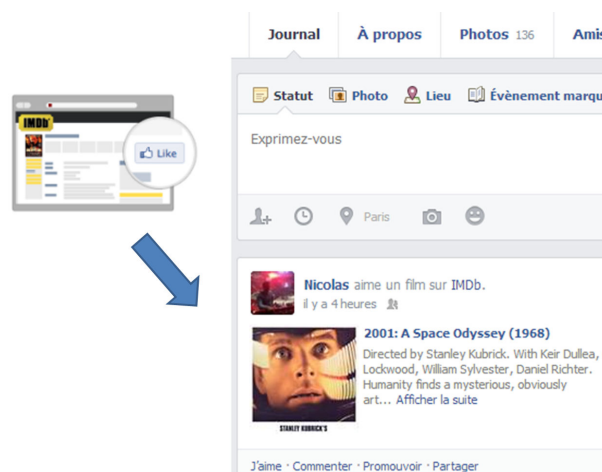 IMDb
Like
Journal À propos Photos 136 Amis
Statut Photo Lieu Évènement marqu
Exprimez-vous
Paris
Nicolas aime un film sur IMDb.
il y a 4 heures
2001: A Space Odyssey (1968)
Directed by Stanley Kubrick. With Keir Dullea,
Lockwood, William Sylvester, Daniel Richter.
Humanity finds a mysterious, obviously
art... Afficher la suite
STANLEY KUBRICK'S
J'aime · Commenter · Promouvoir · Partager